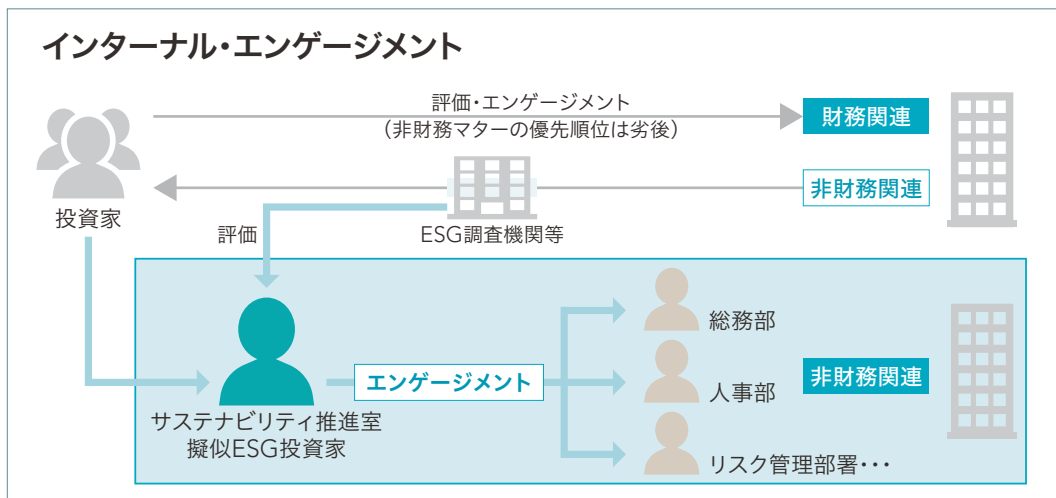 インターナル・エンゲージメント
評価・エンゲージメント
（非財務マターの優先順位は劣後）
財務関連
非財務関連
投資家
評価
ESG調査機関等
総務部
エンゲージメント
人事部
非財務関連
サステナビリティ推進室
擬似ESG投資家
リスク管理部署・・・